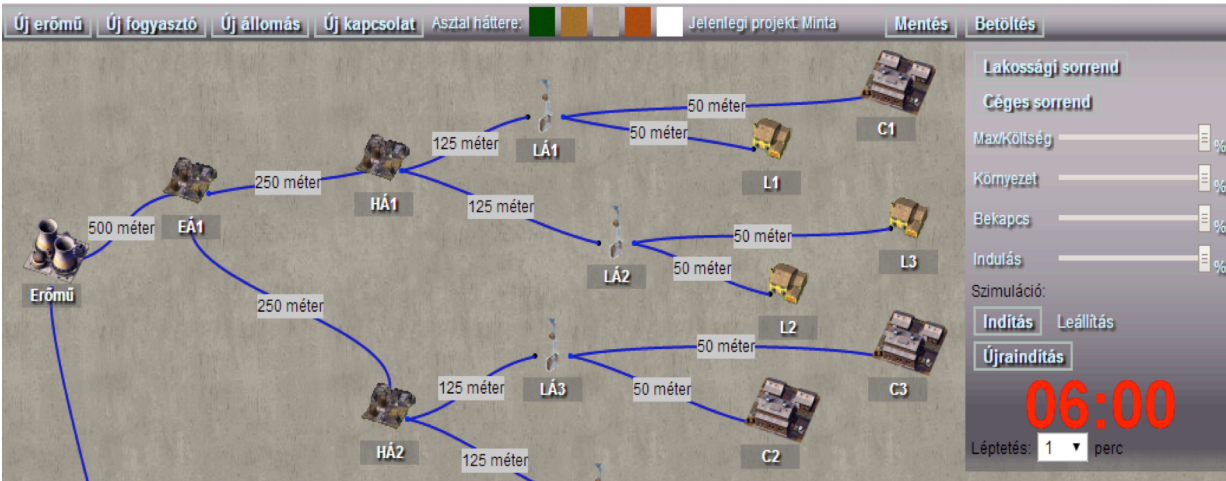 Új erőmű Új fogyasztó Új állomás Új kapcsolat Asztal háttere: Jelenlegi projekt: Minta Mentés Betöltés
Lakossági sorrend
Céges sorrend
Max/Költség %
Környezet %
Bekapcs %
Indulás %
Szimuláció:
Indítás Leállítás
Újraindítás
06:00
Léptetés: 1 perc
50 méter
C1
50 méter
125 méter
LÁ1
L1
250 méter
HÁ1
125 méter
500 méter
EÁ1
50 méter
L3
LÁ2
50 méter
Erőmű
250 méter
L2
50 méter
125 méter
LÁ3
50 méter
C3
HÁ2
125 méter
C2